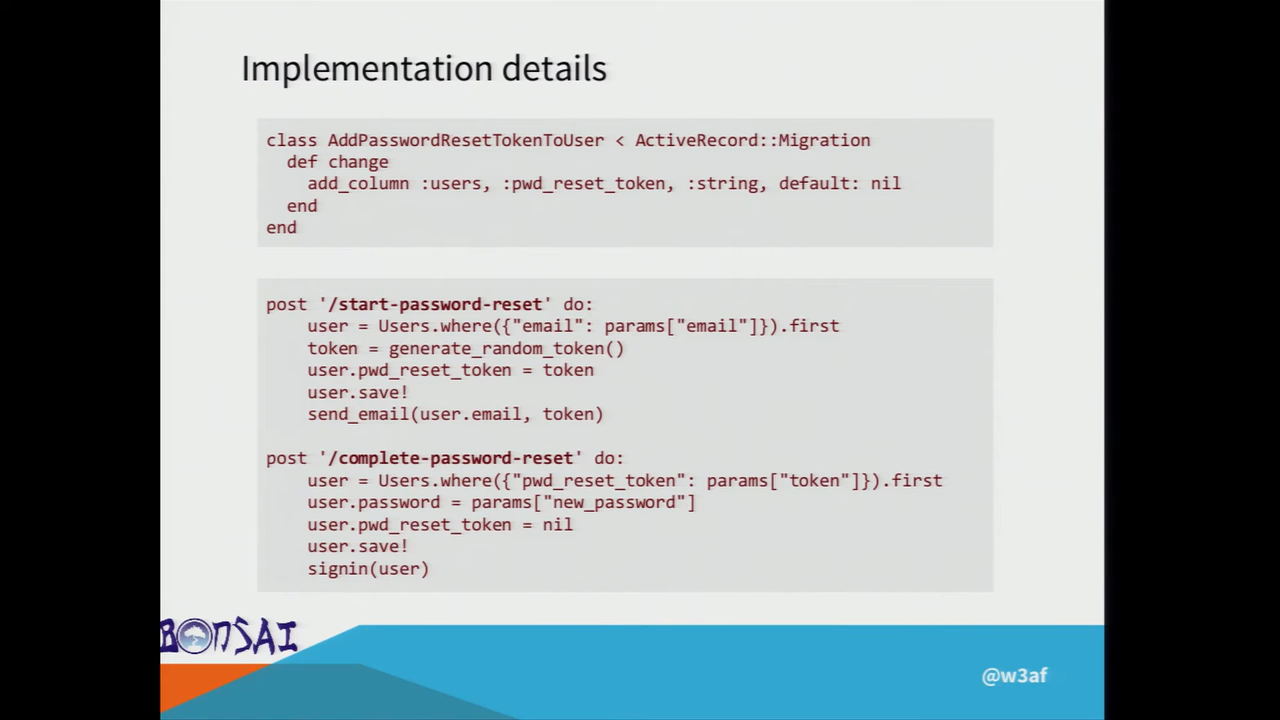 Implementation details
class AddPasswordResetTokenToUser < ActiveRecord::Migration
  def change
    add_column :users, :pwd_reset_token, :string, default: nil
  end
end
post '/start-password-reset' do:
    user = Users.where({"email": params["email"]}).first
    token = generate_random_token()
    user.pwd_reset_token = token
    user.save!
    send_email(user.email, token)
post '/complete-password-reset' do:
    user = Users.where({"pwd_reset_token": params["token"]}).first
    user.password = params["new_password"]
    user.pwd_reset_token = nil
    user.save!
    signin(user)
BONSAI
@w3af